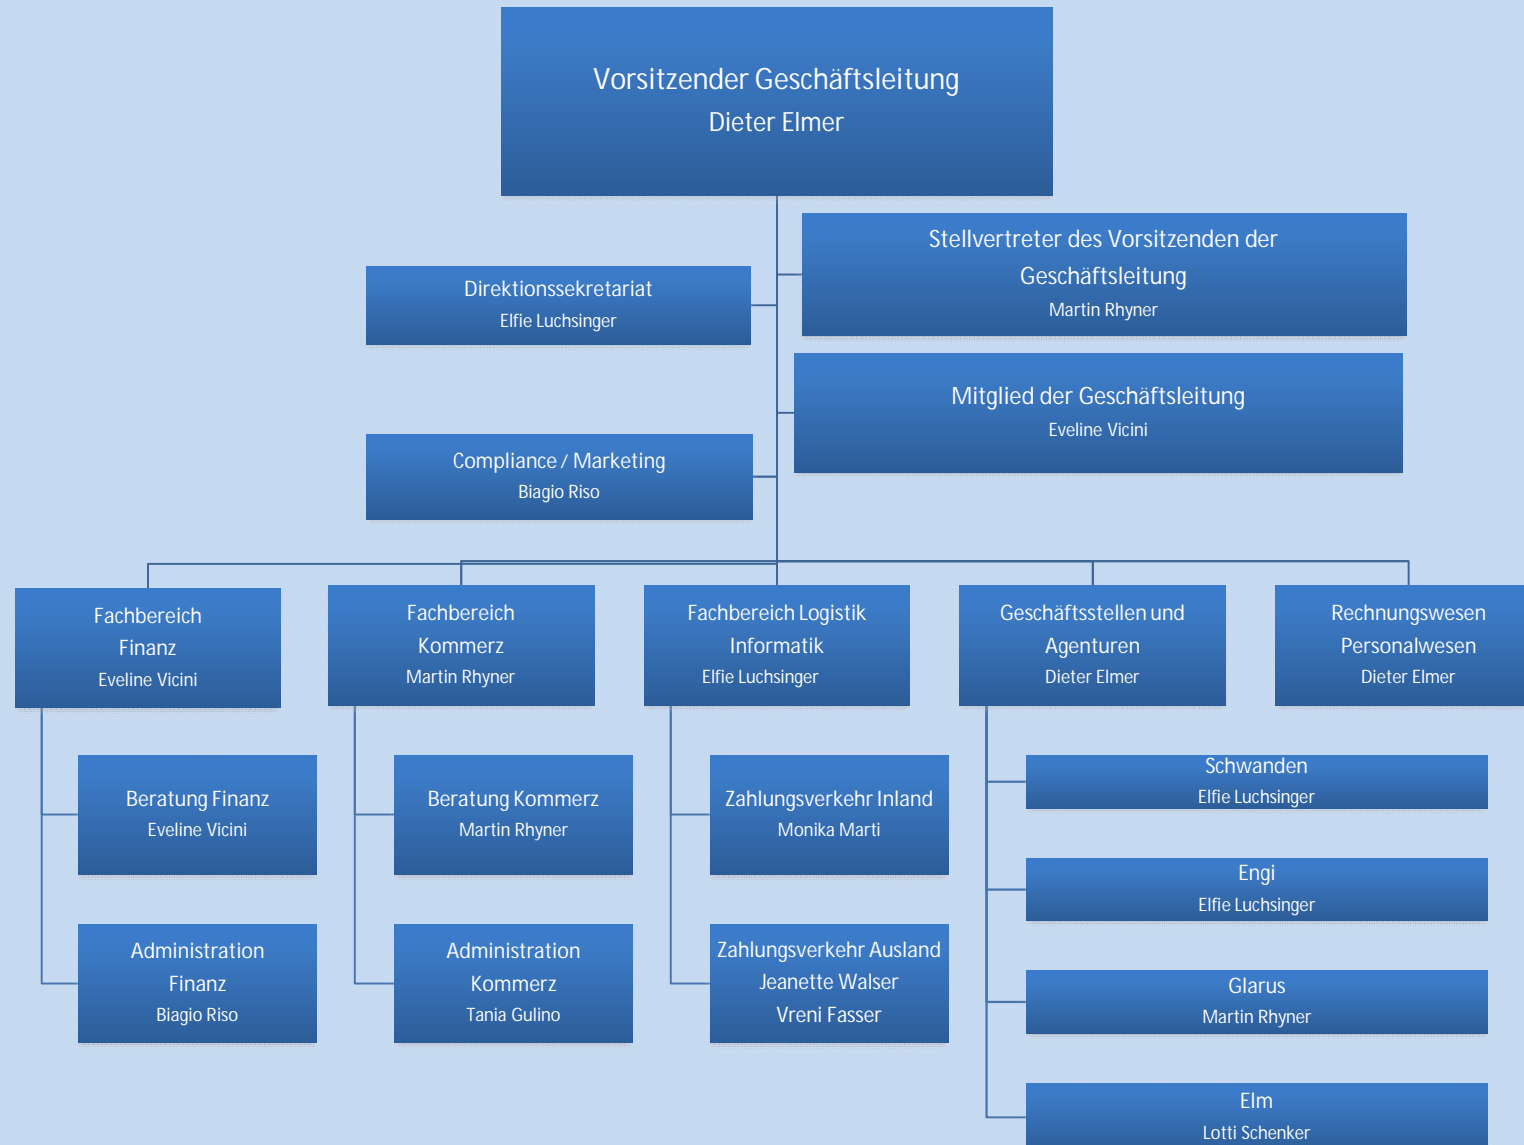 Vorsitzender Geschäftsleitung
Dieter Elmer
Stellvertreter des Vorsitzenden der
Geschäftsleitung
Martin Rhyner
Direktionssekretariat
Elfie Luchsinger
Mitglied der Geschäftsleitung
Eveline Vicini
Compliance / Marketing
Biagio Riso
Fachbereich
Finanz
Eveline Vicini
Fachbereich
Kommerz
Martin Rhyner
Fachbereich Logistik
Informatik
Elfie Luchsinger
Geschäftsstellen und
Agenturen
Dieter Elmer
Rechnungswesen
Personalwesen
Dieter Elmer
Beratung Finanz
Eveline Vicini
Administration
Finanz
Biagio Riso
Beratung Kommerz
Martin Rhyner
Administration
Kommerz
Tania Gulino
Zahlungsverkehr Inland
Monika Marti
Zahlungsverkehr Ausland
Jeanette Walser
Vreni Fasser
Schwanden
Elfie Luchsinger
Engi
Elfie Luchsinger
Glarus
Martin Rhyner
Elm
Lotti Schenker